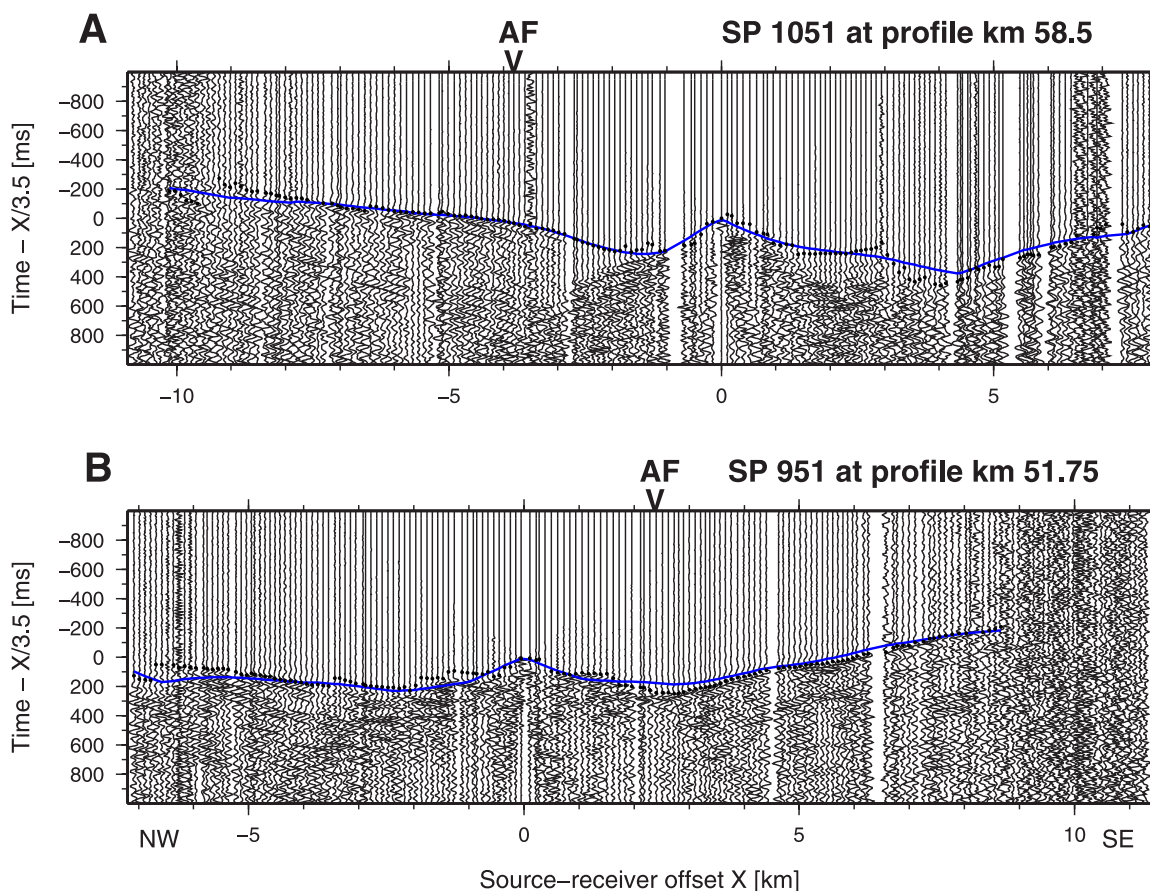 A
AF
V
SP 1051 at profile km 58.5
Time – X/3.5 [ms]
–800
–600
–400
–200
0
200
400
600
800
–10 –5 0 5
B
AF
V
SP 951 at profile km 51.75
Time – X/3.5 [ms]
–800
–600
–400
–200
0
200
400
600
800
–5 0 5 10
NW SE
Source–receiver offset X [km]